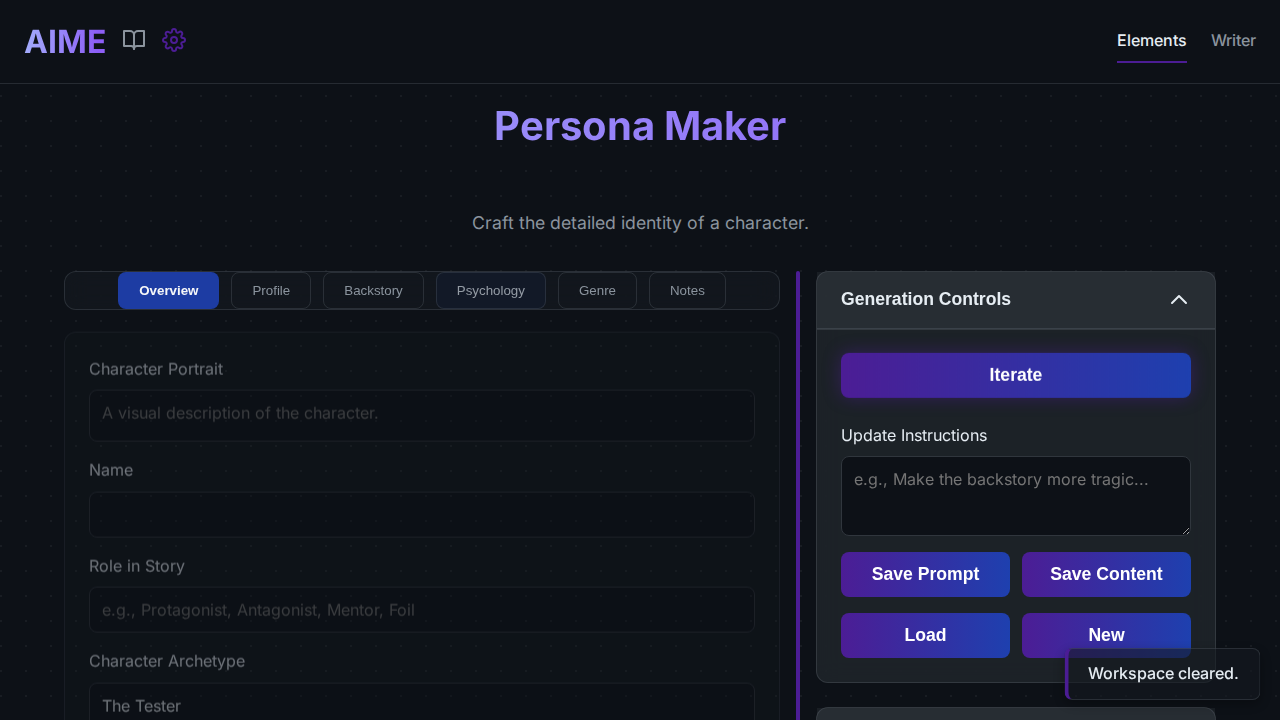 AIME
Elements
Writer
Persona Maker
Craft the detailed identity of a character.
Overview
Profile
Backstory
Psychology
Genre
Notes
Character Portrait
A visual description of the character.
Name
Role in Story
e.g., Protagonist, Antagonist, Mentor, Foil
Character Archetype
The Tester
Generation Controls
Iterate
Update Instructions
e.g., Make the backstory more tragic...
Save Prompt
Save Content
Load
New
Workspace cleared.